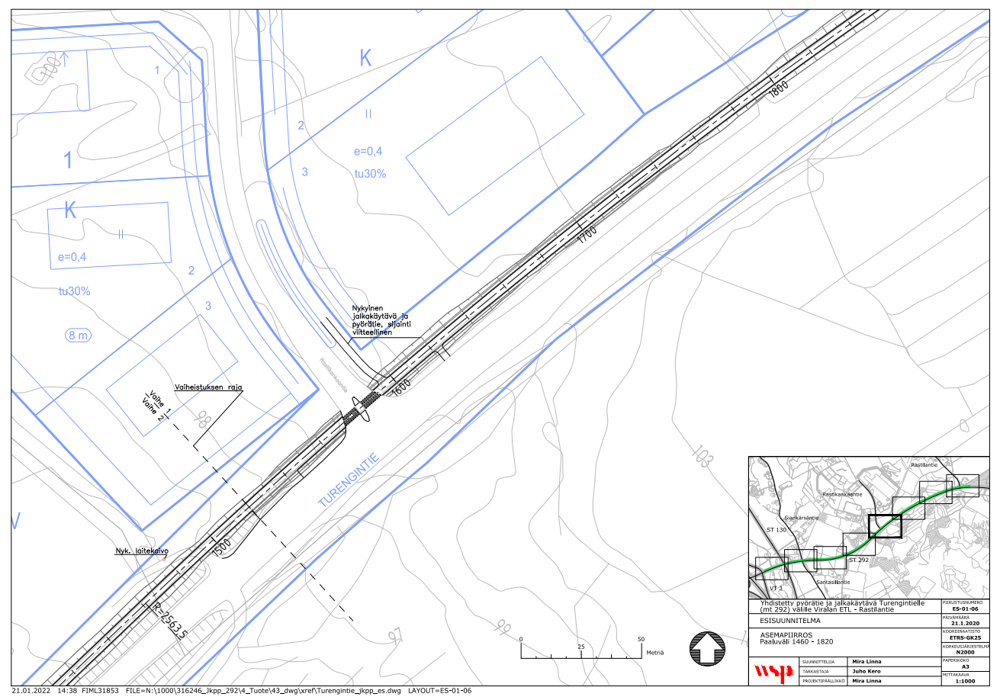 100
1
1
K
II
e=0,4
tu30%
2
3
8 m
K
II
e=0,4
tu30%
2
3
V
1800
1700
1600
1500
R=2563.5
Nykyinen
jalkakäytävä ja
pyörätie, sijainti
viitteellinen
Rastikankaantie
Vaiheistuksen raja
Vaihe 1
Vaihe 2
98
TURENGINTIE
Nyk. laitekaivo
103
97
99
0
25
50
Metriä
Rastilantie
Rastikankaantie
Siankärsäntie
ST 130
ST 292
Santasillantie
VT 3
Yhdistetty pyörätie ja jalkakäytävä Turengintielle
(mt 292) välille Viralan ETL - Rastilantie
PIIRUSTUSNUMERO
ES-01-06
ESISUUNNITELMA
PÄIVÄMÄÄRÄ
21.1.2020
ASEMAPIIRROS
Paaluväli 1460 - 1820
KOORDINAATISTO
ETRS-GK25
KORKEUSJÄRJESTELMÄ
N2000
wsp
SUUNNITTELIJA Mira Linna
TARKASTAJA Juho Kero
PROJEKTIPÄÄLLIKKÖ Mira Linna
PAPERIKOKO
A3
MITTAKAAVA
1:1000
21.01.2022 14:38 FIML31853 FILE=N:\1000\316246_Jkpp_292\4_Tuote\43_dwg\xref\Turengintie_jkpp_es.dwg LAYOUT=ES-01-06